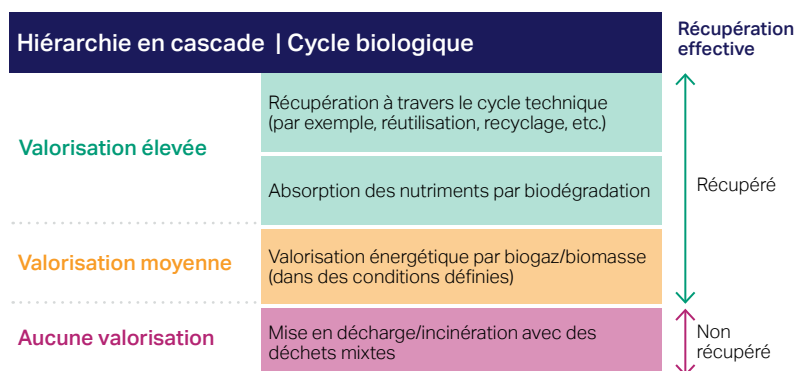 Hiérarchie en cascade | Cycle biologique
Récupération
effective
Valorisation élevée
Récupération à travers le cycle technique
(par exemple, réutilisation, recyclage, etc.)
Absorption des nutriments par biodégradation
Récupéré
Valorisation moyenne
Valorisation énergétique par biogaz/biomasse
(dans des conditions définies)
Aucune valorisation
Mise en décharge/incinération avec des
déchets mixtes
Non
récupéré